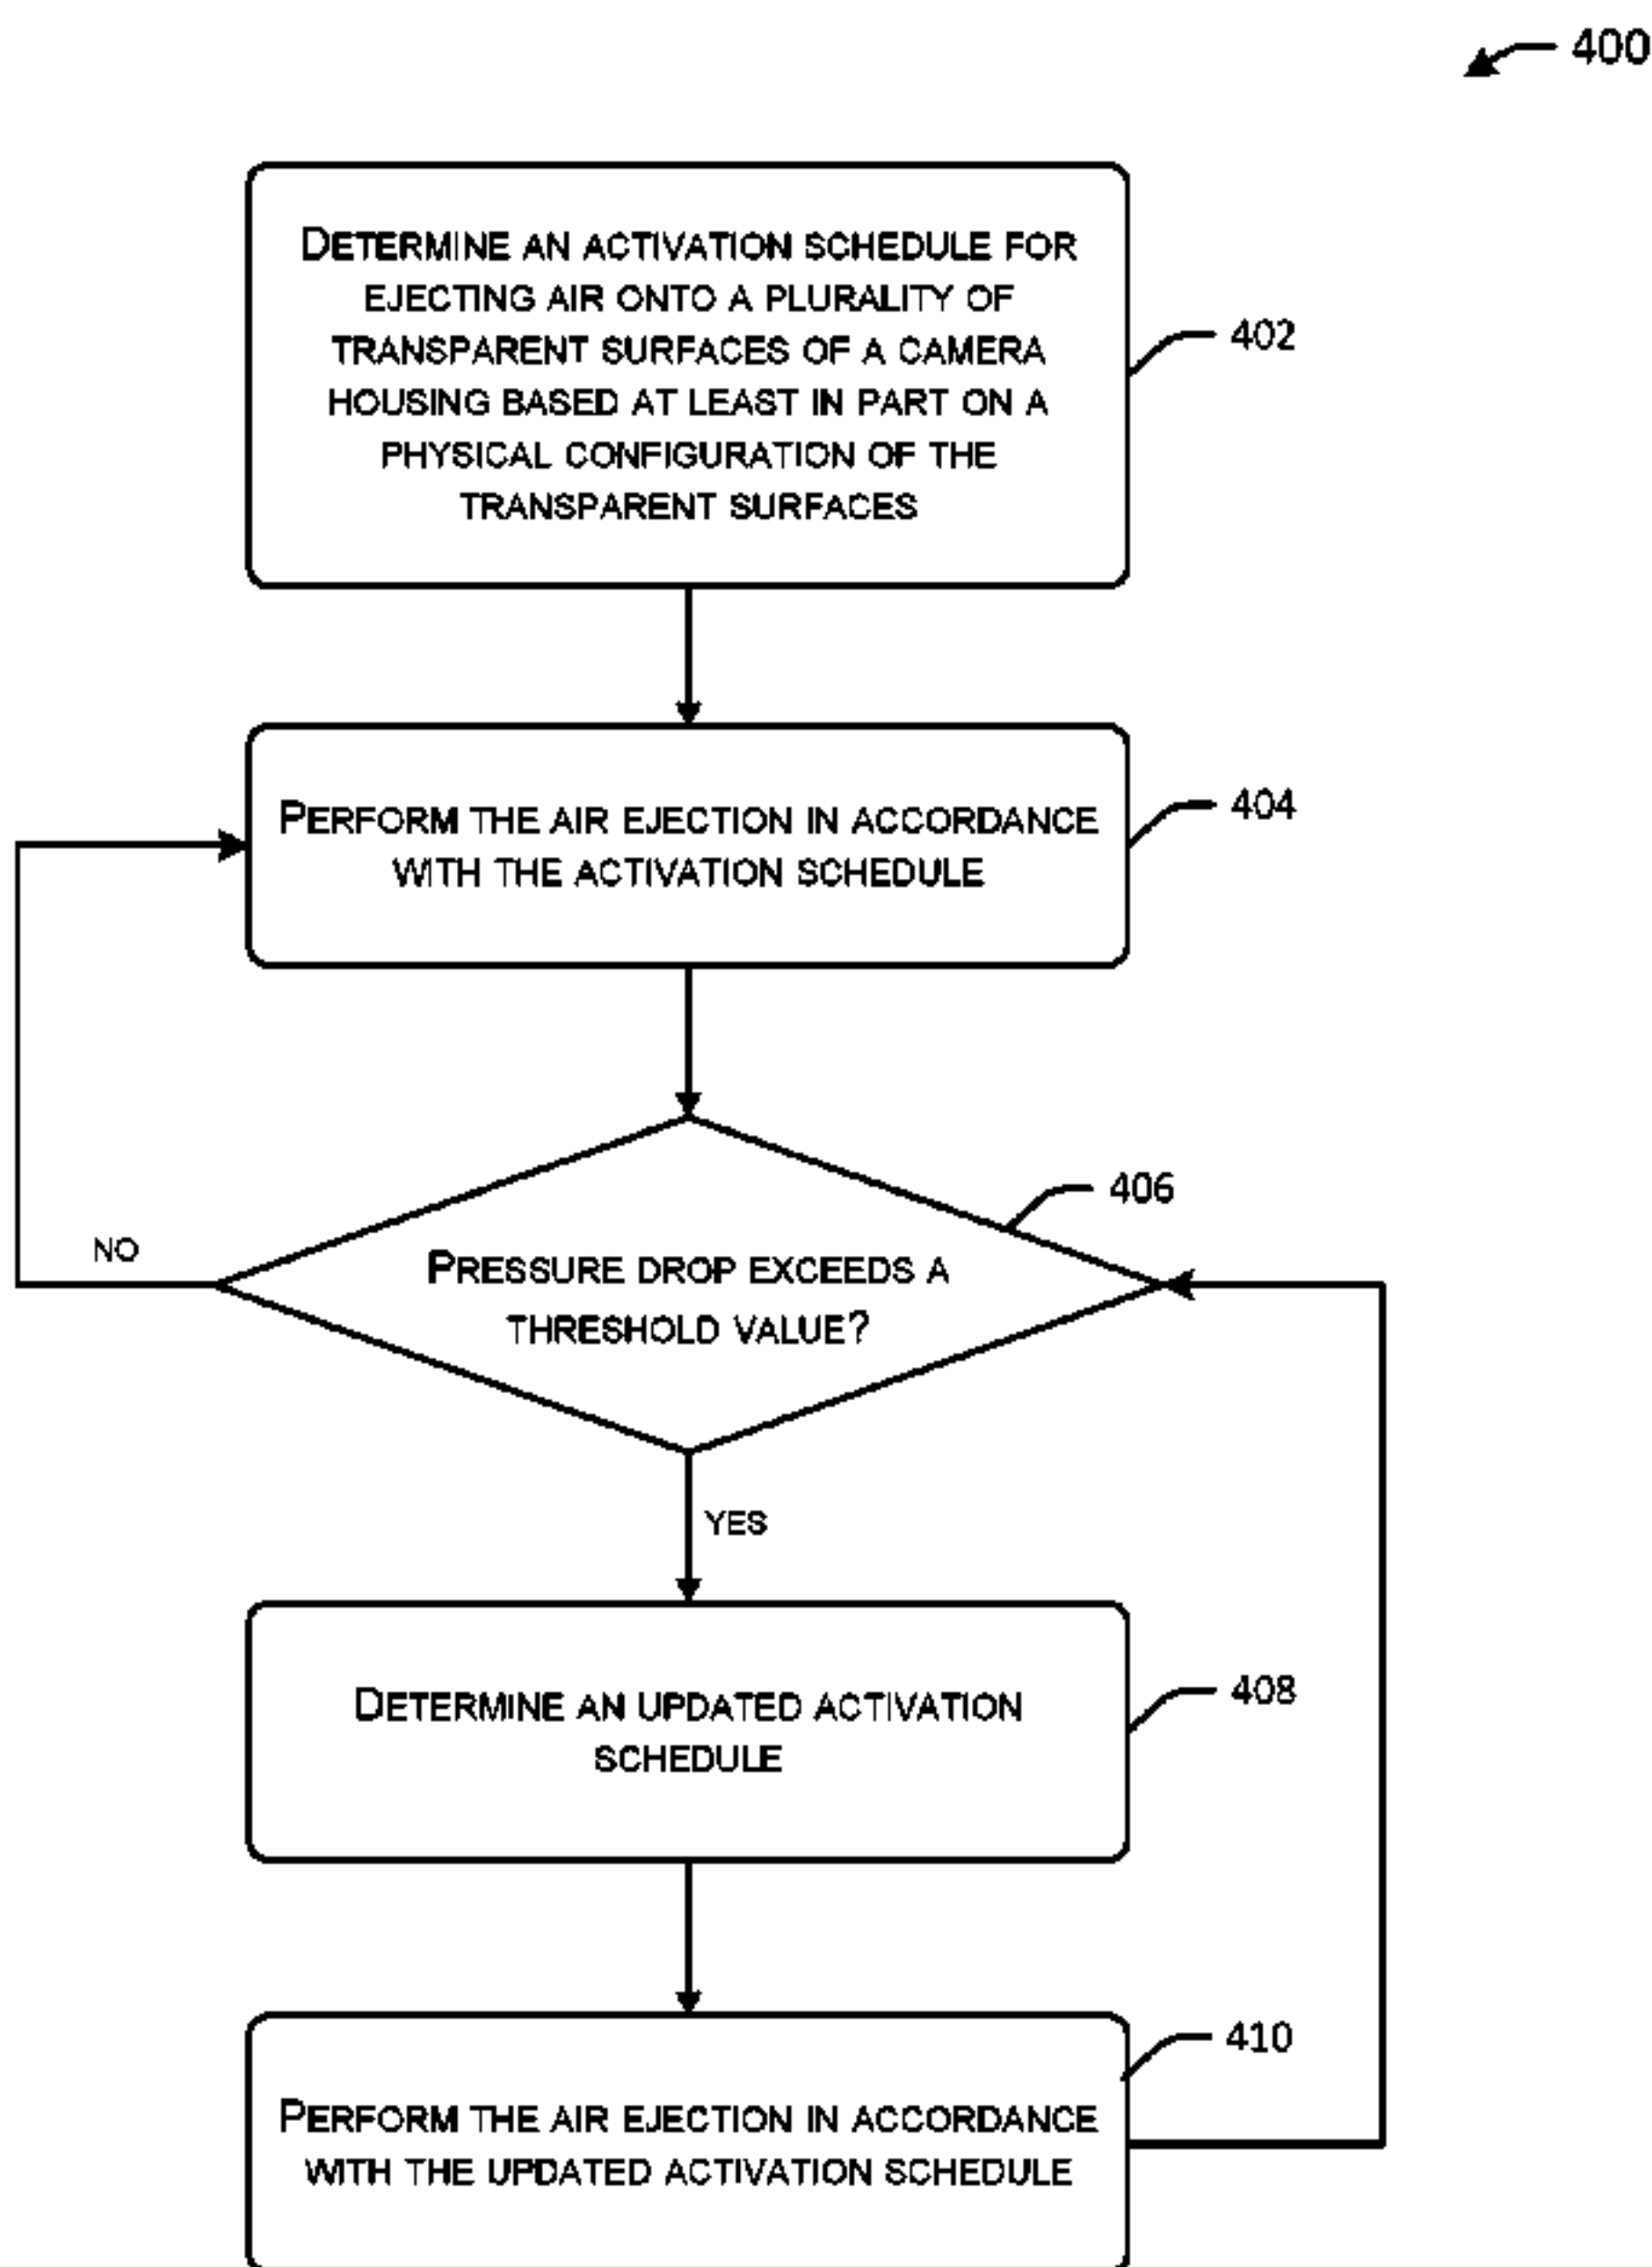 400
DETERMINE AN ACTIVATION SCHEDULE FOR
EJECTING AIR ONTO A PLURALITY OF
TRANSPARENT SURFACES OF A CAMERA
HOUSING BASED AT LEAST IN PART ON A
PHYSICAL CONFIGURATION OF THE
TRANSPARENT SURFACES
402
PERFORM THE AIR EJECTION IN ACCORDANCE
WITH THE ACTIVATION SCHEDULE
404
406
NO
PRESSURE DROP EXCEEDS A
THRESHOLD VALUE?
YES
DETERMINE AN UPDATED ACTIVATION
SCHEDULE
408
410
PERFORM THE AIR EJECTION IN ACCORDANCE
WITH THE UPDATED ACTIVATION SCHEDULE